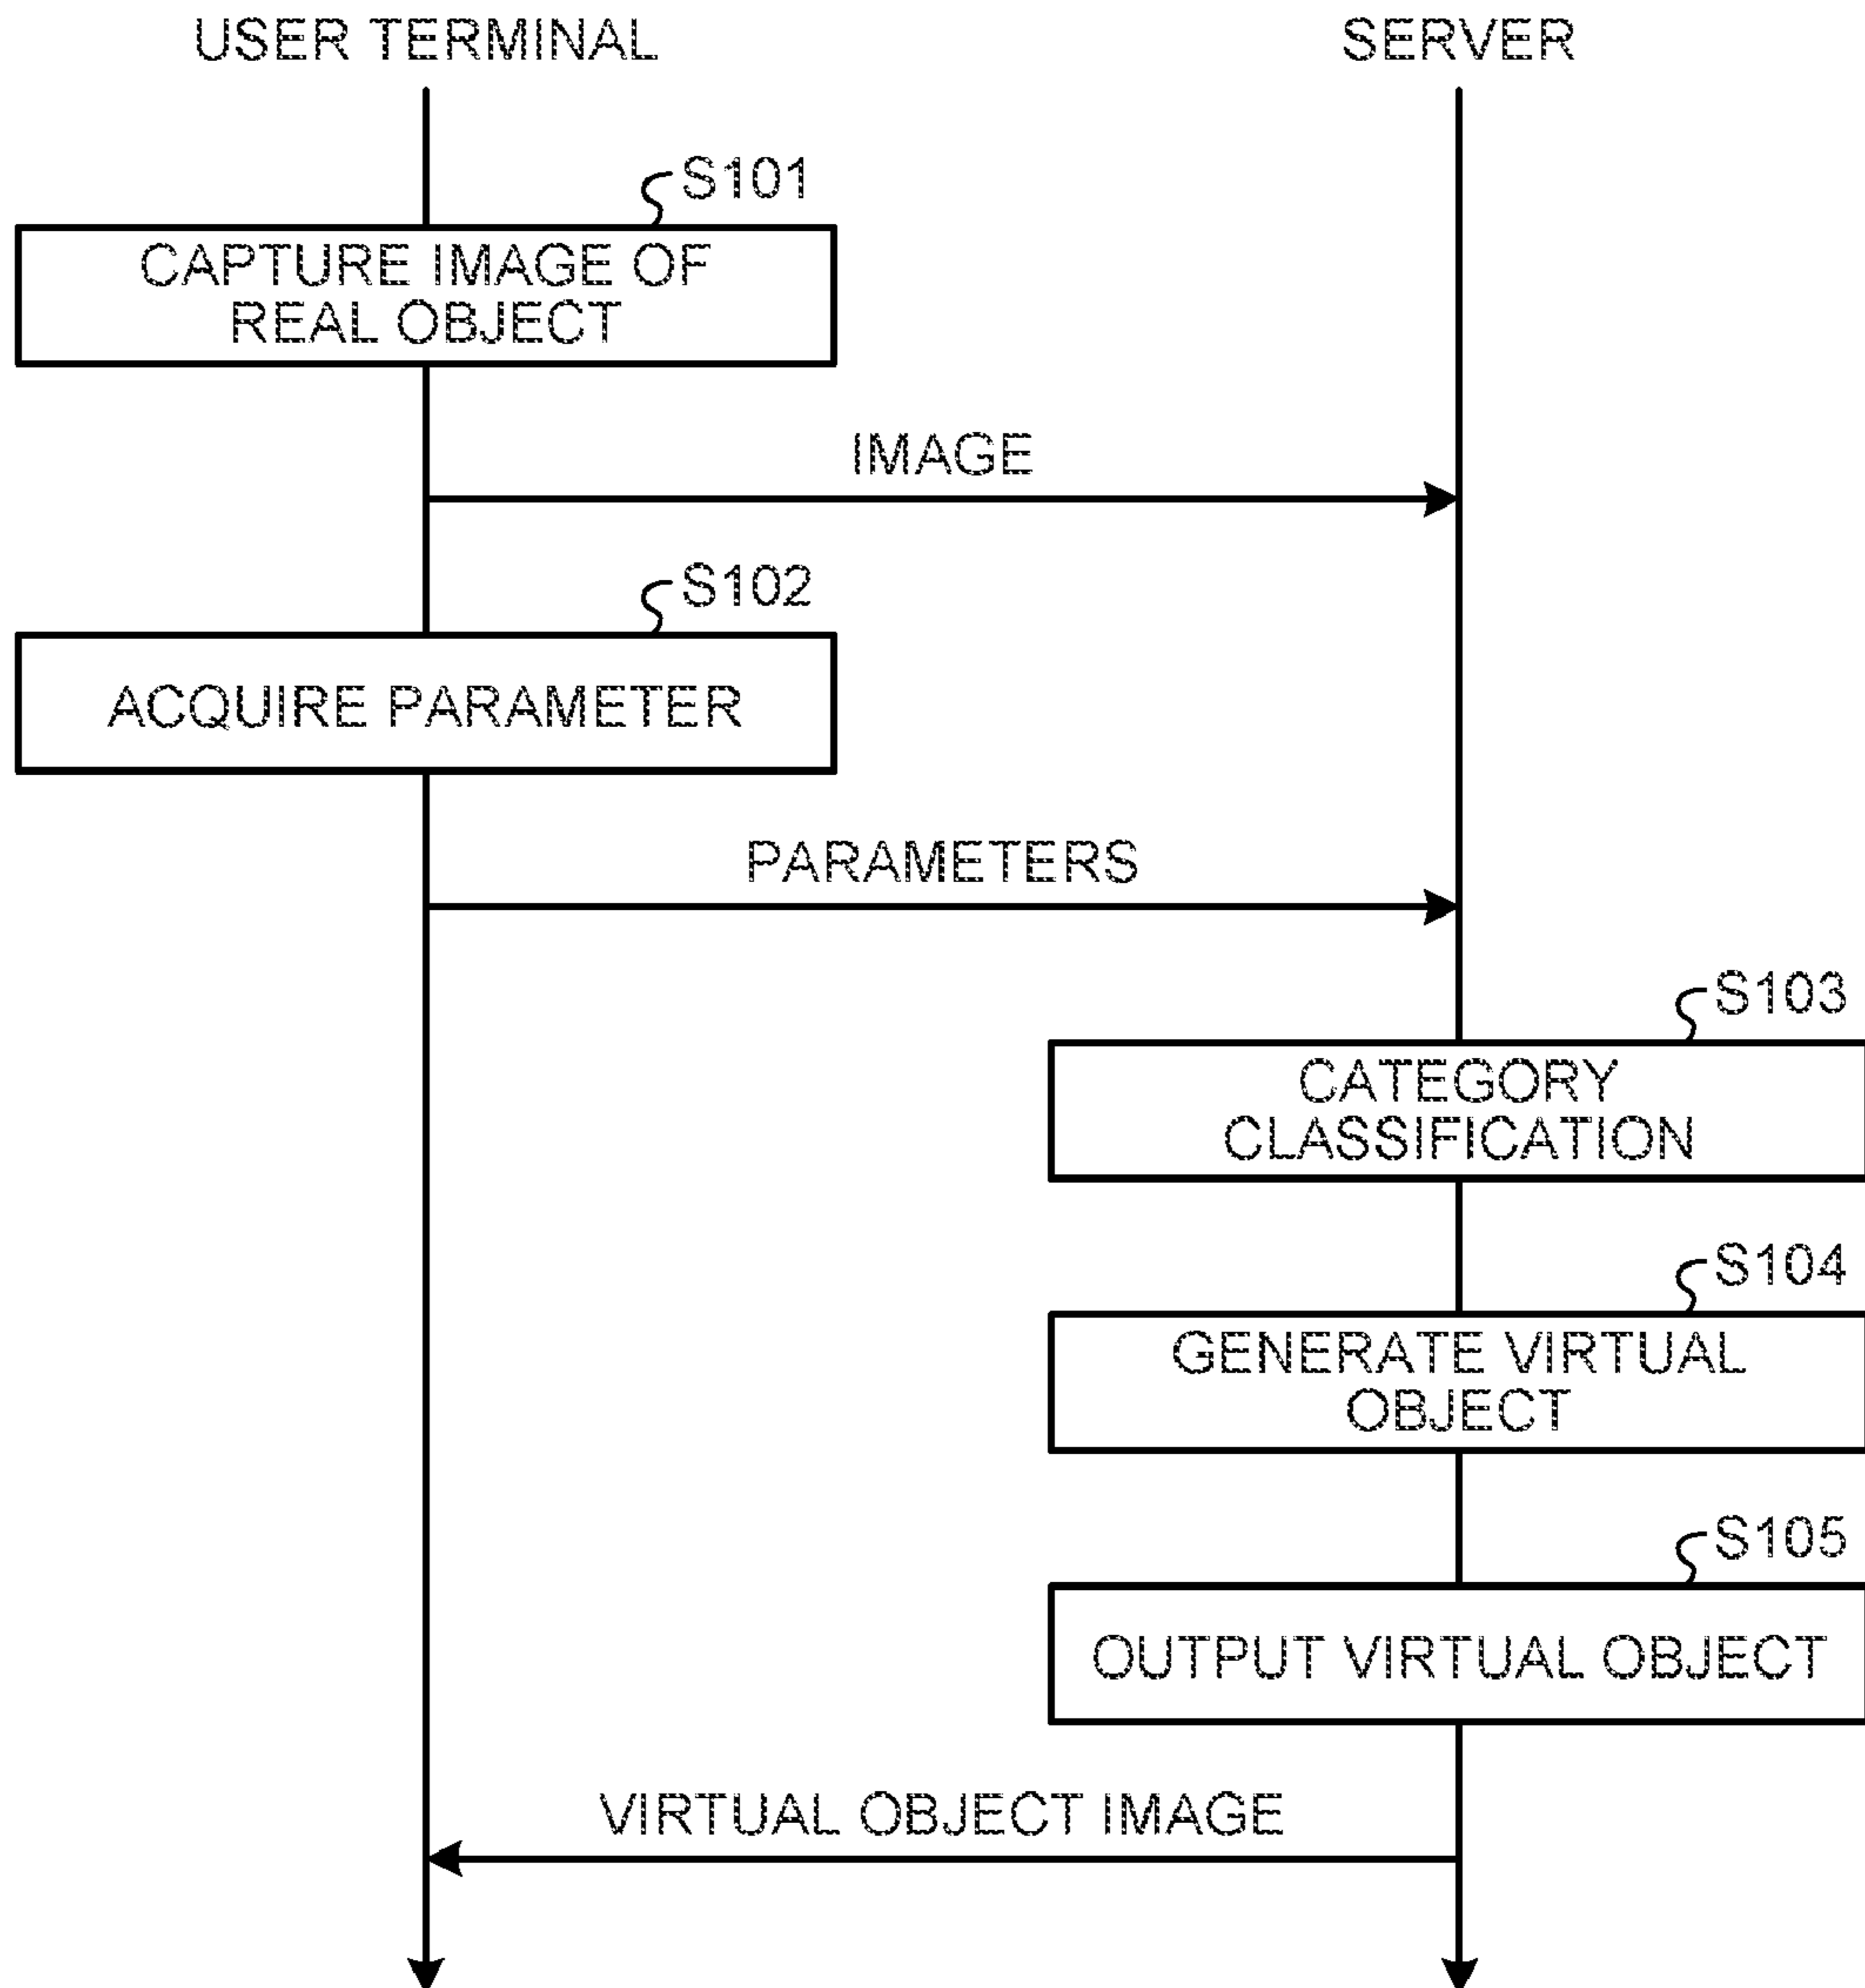 USER TERMINAL
SERVER
S101
CAPTURE IMAGE OF
REAL OBJECT
IMAGE
S102
ACQUIRE PARAMETER
PARAMETERS
S103
CATEGORY
CLASSIFICATION
S104
GENERATE VIRTUAL
OBJECT
S105
OUTPUT VIRTUAL OBJECT
VIRTUAL OBJECT IMAGE